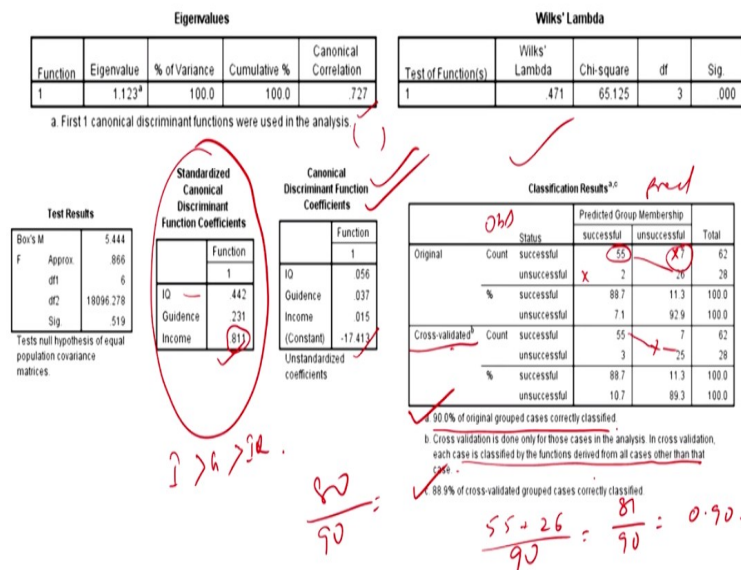 Eigenvalues
Function Eigenvalue % of Variance Cumulative % Canonical Correlation
1 1.123ª 100.0 100.0 .727
a. First 1 canonical discriminant functions were used in the analysis.
Wilks' Lambda
Test of Function(s) Wilks' Lambda Chi-square df Sig.
1 .471 65.125 3 .000
Test Results
Box's M 5.444
F Approx. .866
df1 6
df2 18096.278
Sig. .519
Tests null hypothesis of equal
population covariance
matrices.
Standardized
Canonical
Discriminant
Function Coefficients
Function
1
IQ .442
Guidence .231
Income .811
Canonical
Discriminant Function
Coefficients
Function
1
IQ .056
Guidence .037
Income .015
(Constant) -17.413
Unstandardized
coefficients
Classification Resultsᵃ,ᶜ
Pred
Obs
Predicted Group Membership
Status successful unsuccessful Total
Original Count successful 55 7 62
x unsuccessful 2 26 28
% successful 88.7 11.3 100.0
unsuccessful 7.1 92.9 100.0
Cross-validatedᵇ Count successful 55 7 62
unsuccessful 3 25 28
% successful 88.7 11.3 100.0
unsuccessful 10.7 89.3 100.0
a. 90.0% of original grouped cases correctly classified.
b. Cross validation is done only for those cases in the analysis. In cross validation,
each case is classified by the functions derived from all cases other than that
case.
c. 88.9% of cross-validated grouped cases correctly classified.
80/90 =
55+26/90 = 81/90 = 0.90.